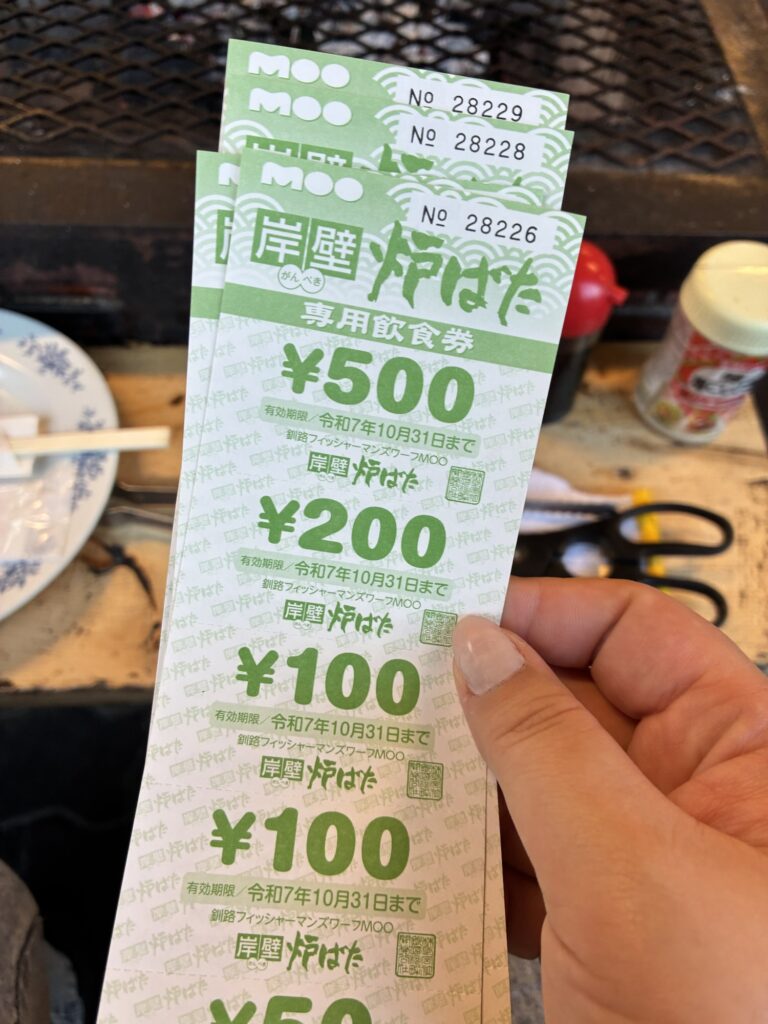 MOO
No 28229
MOO
No 28228
MOO
No 28226
岸壁 炉ばた
がんぺき
専用飲食券
¥500
有効期限/令和7年10月31日まで
釧路フィッシャーマンズワーフMOO
岸壁 炉ばた
¥200
有効期限/令和7年10月31日まで
釧路フィッシャーマンズワーフMOO
岸壁 炉ばた
¥100
有効期限/令和7年10月31日まで
釧路フィッシャーマンズワーフMOO
岸壁 炉ばた
¥100
有効期限/令和7年10月31日まで
釧路フィッシャーマンズワーフMOO
岸壁 炉ばた
¥50